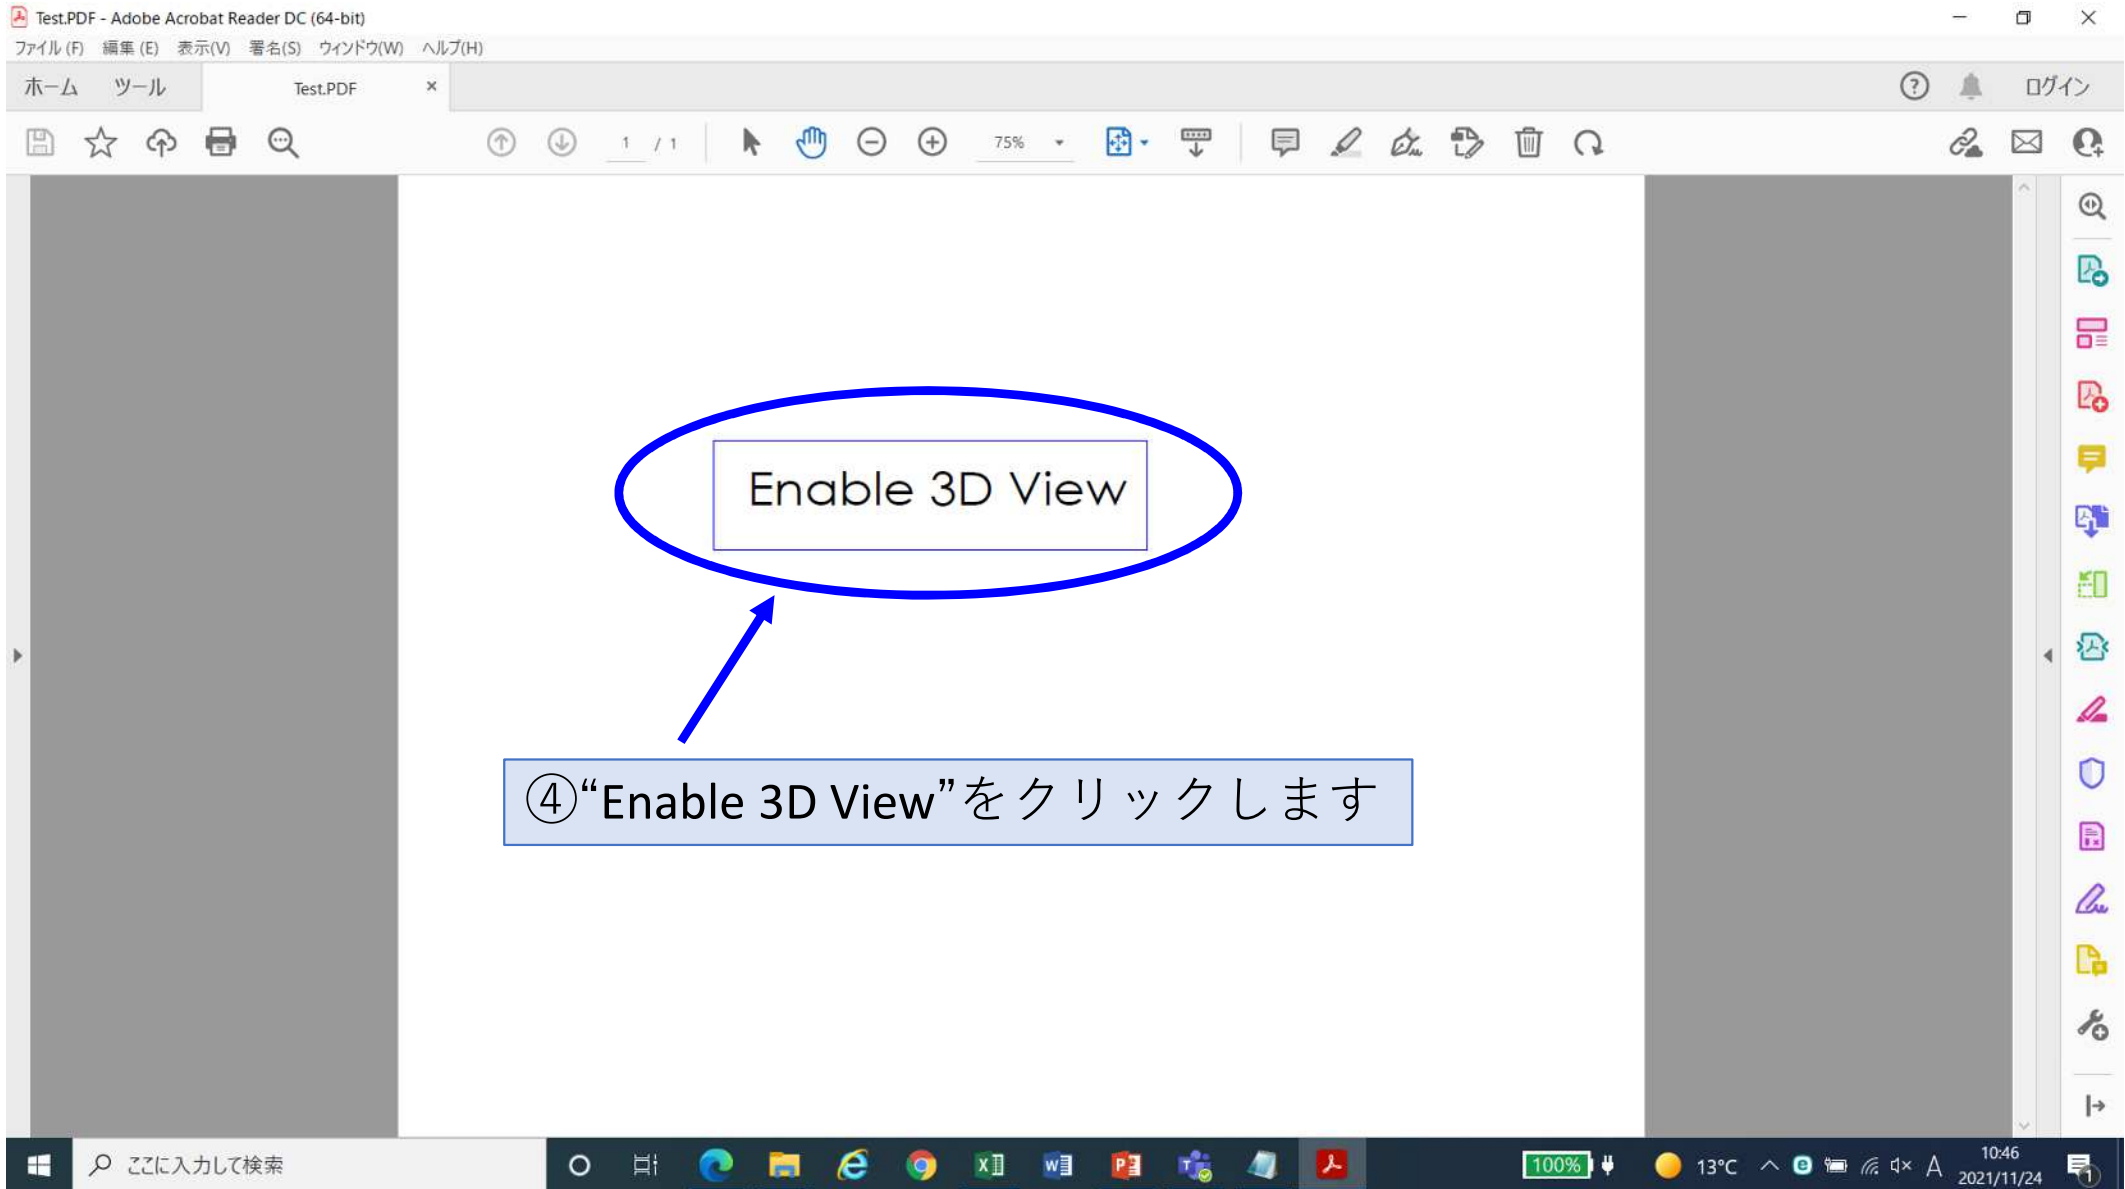 Test.PDF - Adobe Acrobat Reader DC (64-bit)
ファイル(F) 編集(E) 表示(V) 署名(S) ウィンドウ(W) ヘルプ(H)
ホーム ツール Test.PDF × ログイン
1 / 1 75%
Enable 3D View
④“Enable 3D View”をクリックします
ここに入力して検索
100% 13°C A 10:46
2021/11/24
1